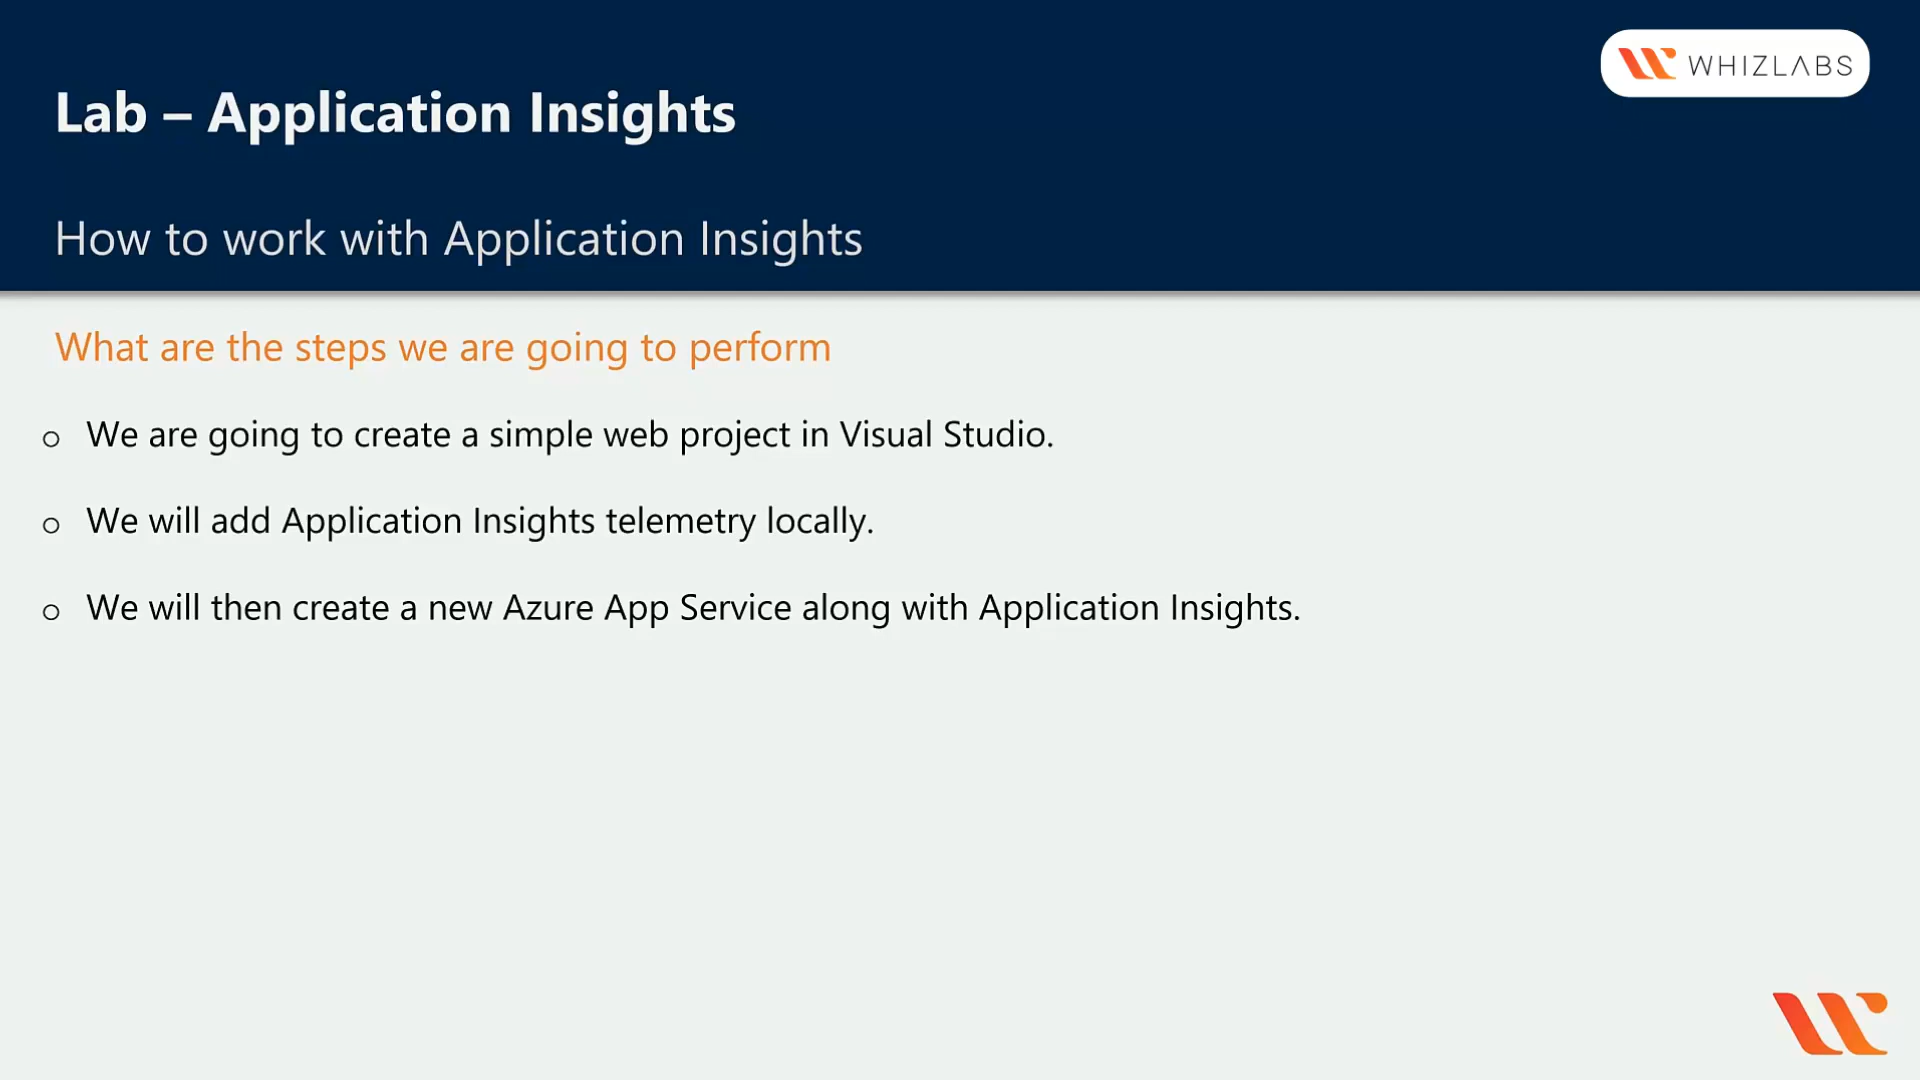 WHIZLABS
Lab – Application Insights
How to work with Application Insights
What are the steps we are going to perform
o We are going to create a simple web project in Visual Studio.
o We will add Application Insights telemetry locally.
o We will then create a new Azure App Service along with Application Insights.